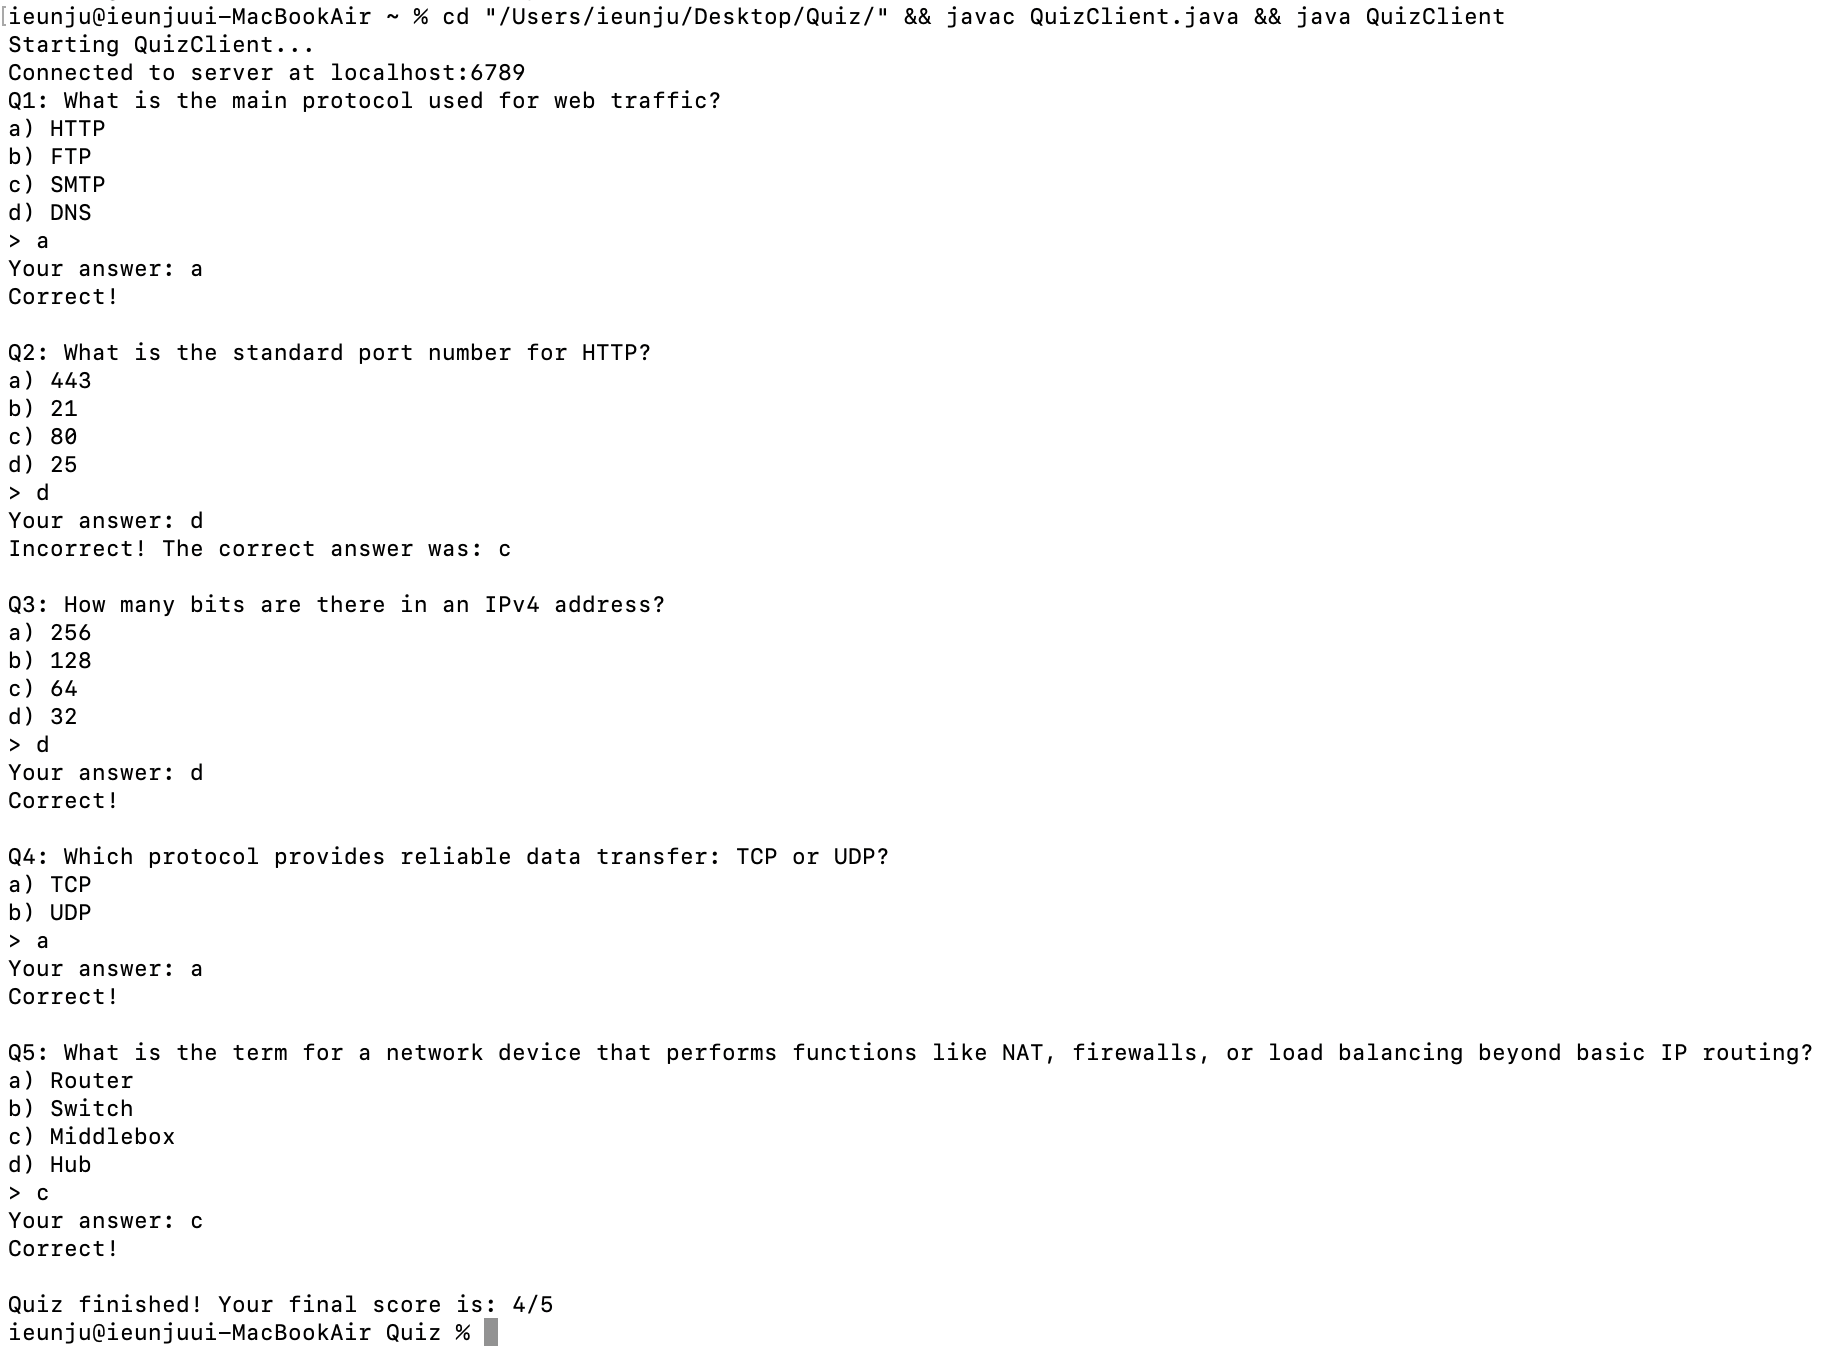 ieunju@ieunjuui-MacBookAir ~ % cd "/Users/ieunju/Desktop/Quiz/" && javac QuizClient.java && java QuizClient
Starting QuizClient...
Connected to server at localhost:6789
Q1: What is the main protocol used for web traffic?
a) HTTP
b) FTP
c) SMTP
d) DNS
> a
Your answer: a
Correct!

Q2: What is the standard port number for HTTP?
a) 443
b) 21
c) 80
d) 25
> d
Your answer: d
Incorrect! The correct answer was: c

Q3: How many bits are there in an IPv4 address?
a) 256
b) 128
c) 64
d) 32
> d
Your answer: d
Correct!

Q4: Which protocol provides reliable data transfer: TCP or UDP?
a) TCP
b) UDP
> a
Your answer: a
Correct!

Q5: What is the term for a network device that performs functions like NAT, firewalls, or load balancing beyond basic IP routing?
a) Router
b) Switch
c) Middlebox
d) Hub
> c
Your answer: c
Correct!

Quiz finished! Your final score is: 4/5
ieunju@ieunjuui-MacBookAir Quiz %